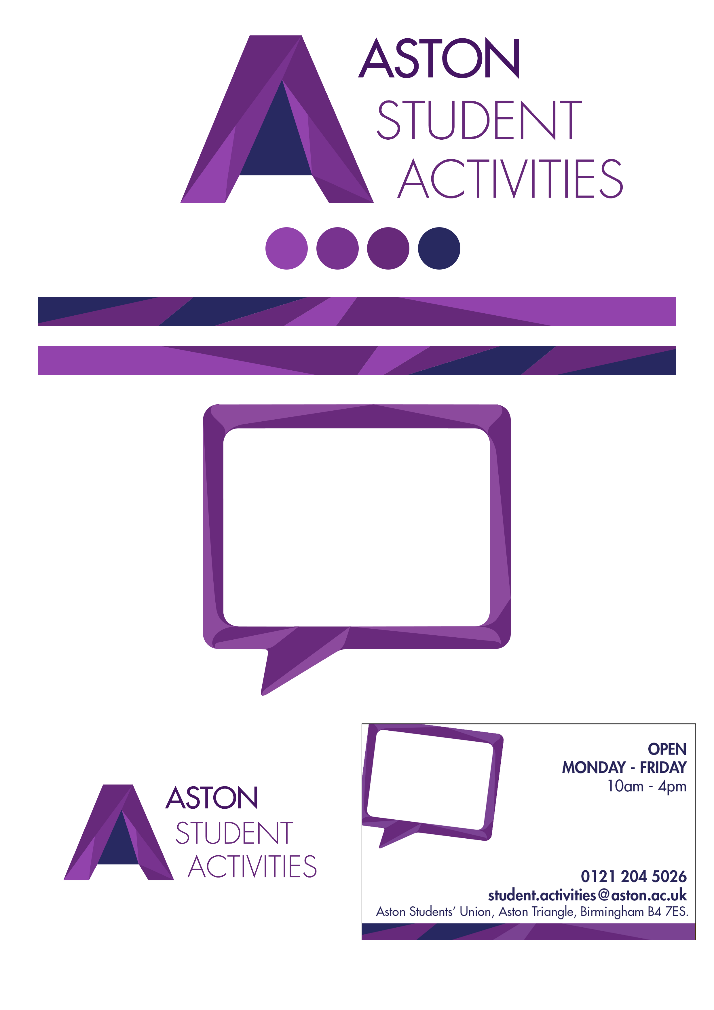 ASTON
STUDENT
ACTIVITIES
ASTON
STUDENT
ACTIVITIES
OPEN
MONDAY - FRIDAY
10am - 4pm
0121 204 5026
student.activities@aston.ac.uk
Aston Students' Union, Aston Triangle, Birmingham B4 7ES.